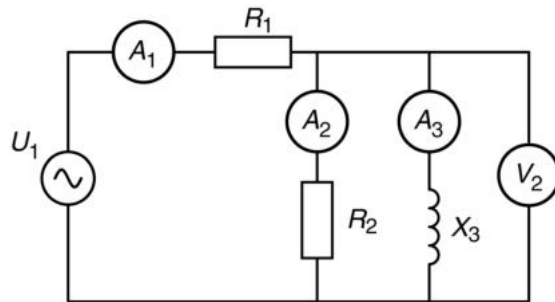 R₁
A₁
A₂
A₃
U₁
V₂
R₂
X₃